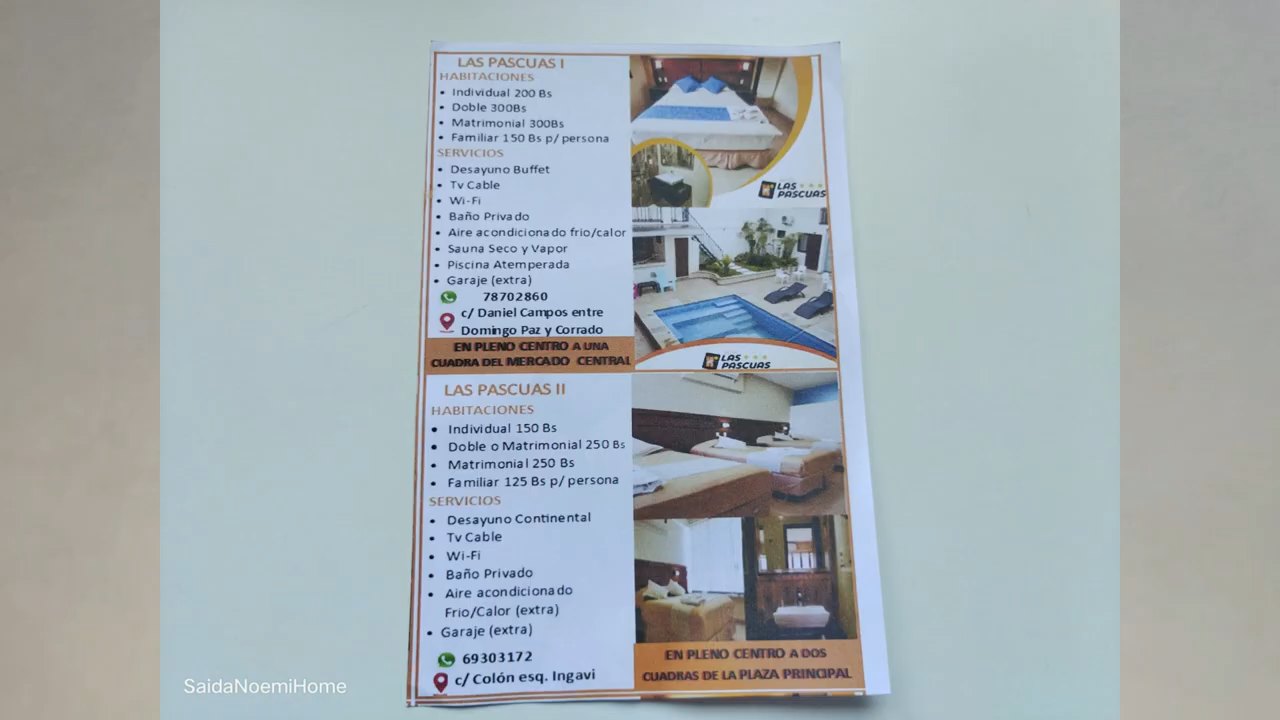 LAS PASCUAS I
HABITACIONES
• Individual 200 Bs
• Doble 300Bs
• Matrimonial 300Bs
• Familiar 150 Bs p/ persona
SERVICIOS
• Desayuno Buffet
• Tv Cable
• Wi-Fi
• Baño Privado
• Aire acondicionado frio/calor
• Sauna Seco y Vapor
• Piscina Atemperada
• Garaje (extra)
78702860
c/ Daniel Campos entre
Domingo Paz y Corrado
EN PLENO CENTRO A UNA
CUADRA DEL MERCADO CENTRAL
LAS
PASCUAS
LAS
PASCUAS
LAS PASCUAS II
HABITACIONES
• Individual 150 Bs
• Doble o Matrimonial 250 Bs
• Matrimonial 250 Bs
• Familiar 125 Bs p/ persona
SERVICIOS
• Desayuno Continental
• Tv Cable
• Wi-Fi
• Baño Privado
• Aire acondicionado
Frio/Calor (extra)
• Garaje (extra)
69303172
c/ Colón esq. Ingavi
EN PLENO CENTRO A DOS
CUADRAS DE LA PLAZA PRINCIPAL
SaidaNoemiHome